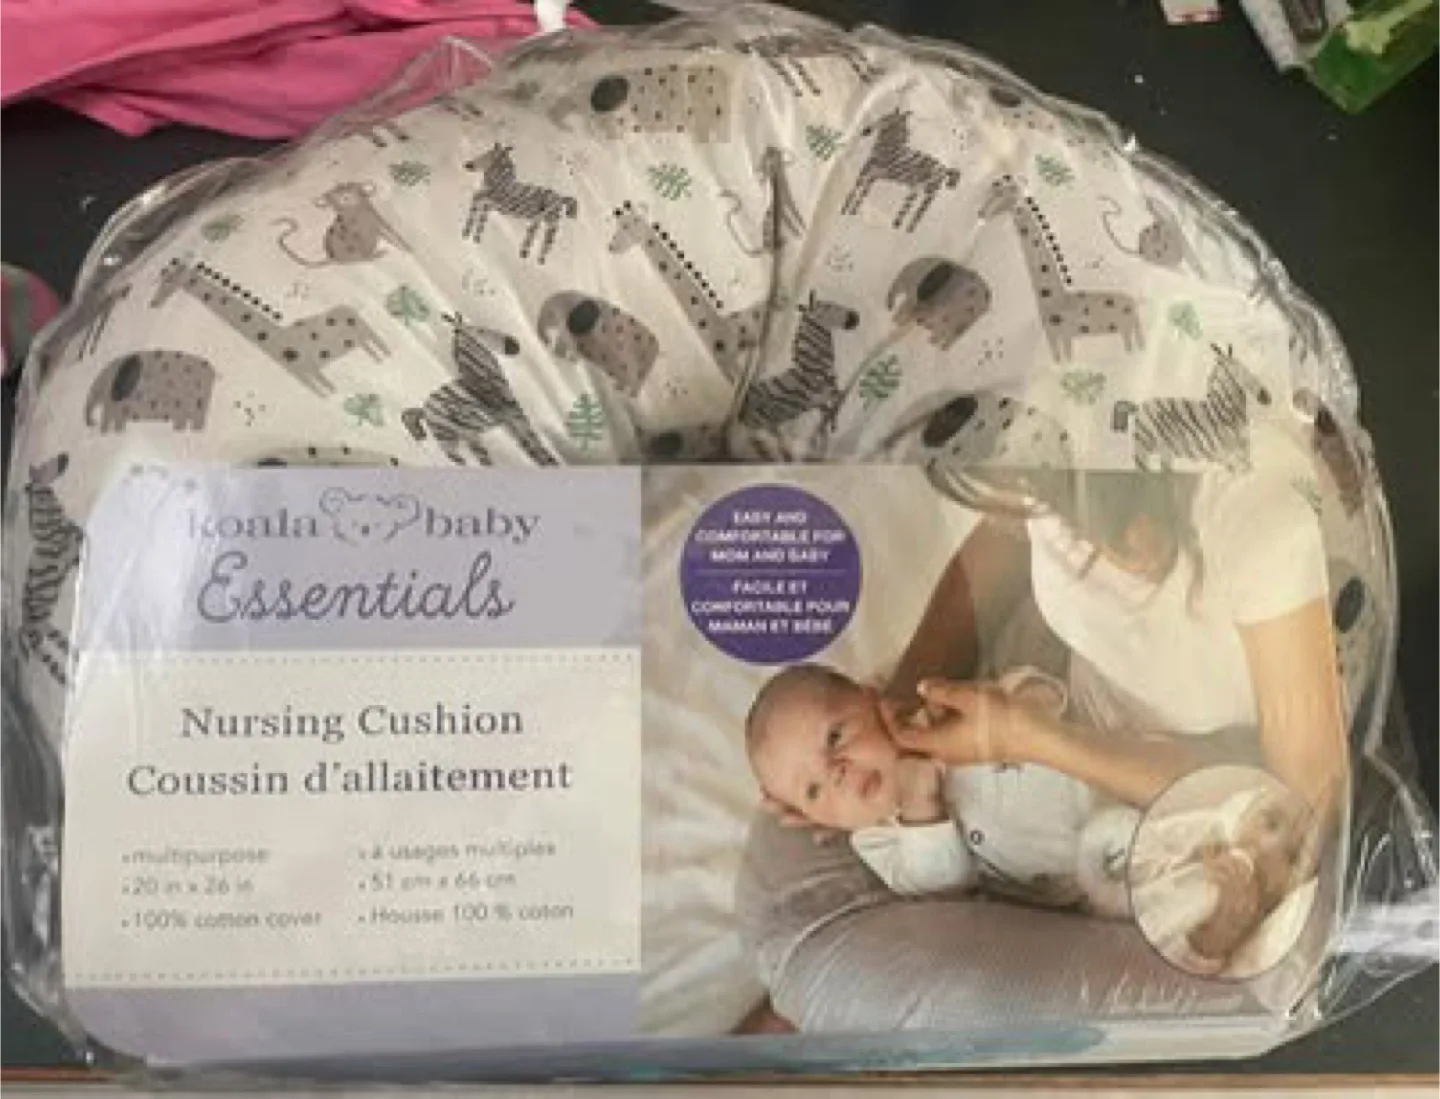 koala baby
Essentials
Nursing Cushion
Coussin d'allaitement
• multipurpose
• 20 in x 26 in
• 100% cotton cover
• à usages multiples
• 51 cm x 66 cm
• Housse 100 % coton
EASY AND
COMFORTABLE FOR
MOM AND BABY
FACILE ET
CONFORTABLE POUR
MAMAN ET BÉBÉ